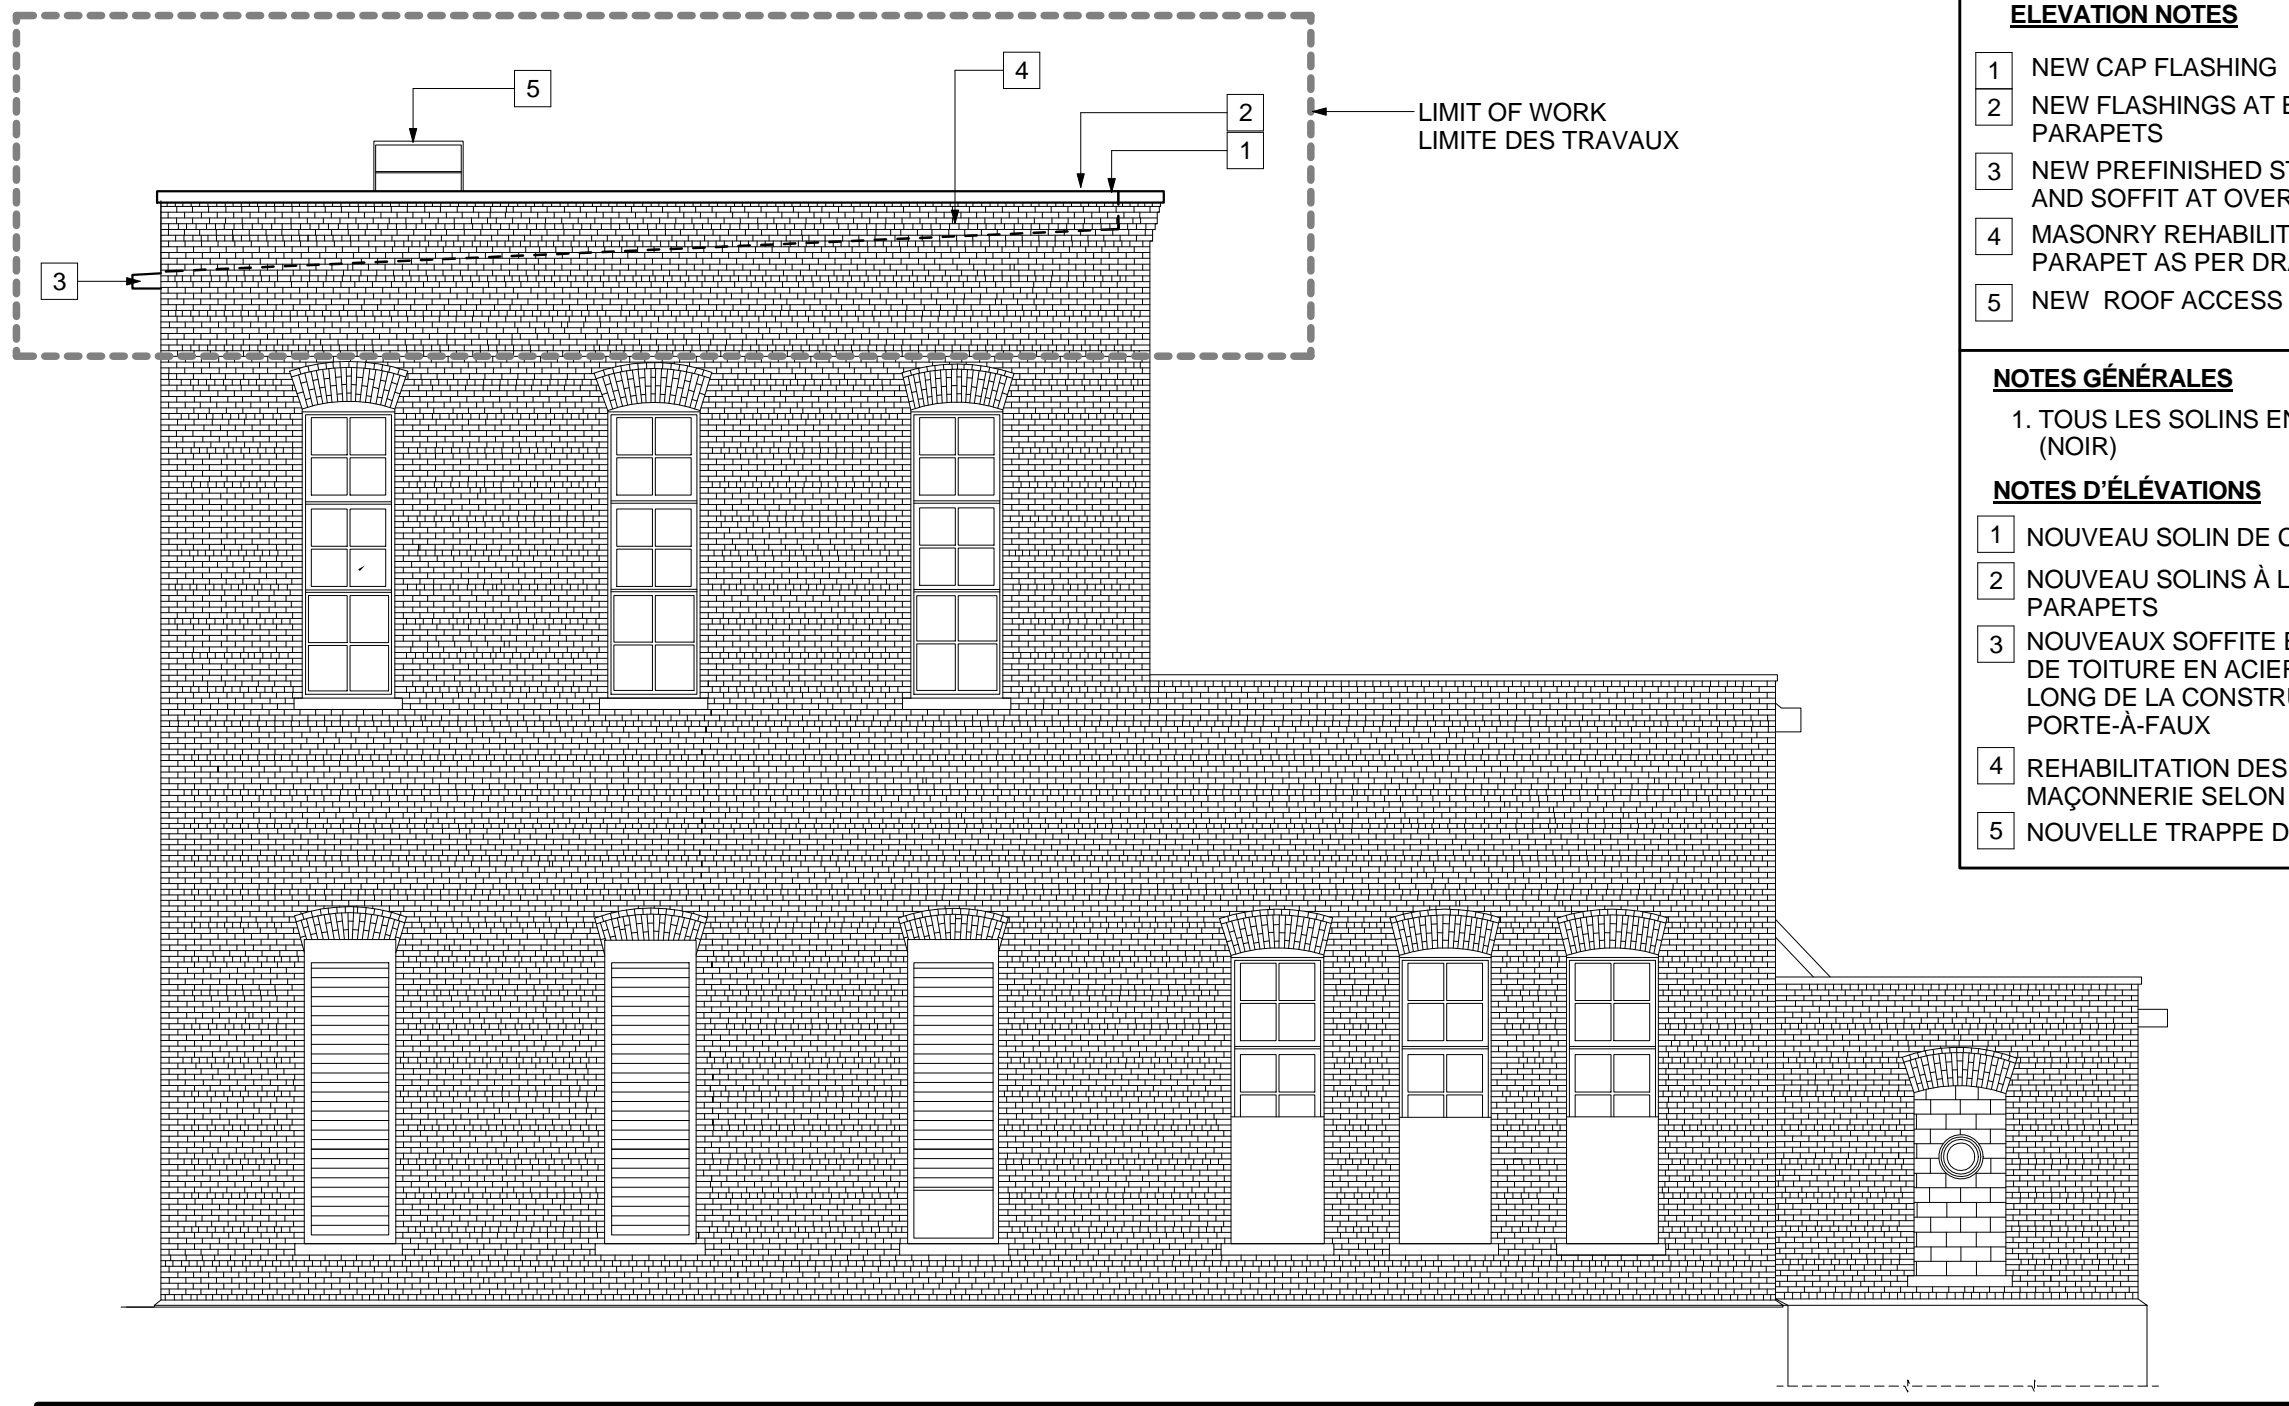 5
4
2
1
3
LIMIT OF WORK
LIMITE DES TRAVAUX
ELEVATION NOTES
1 NEW CAP FLASHING
2 NEW FLASHINGS AT
PARAPETS
3 NEW PREFINISHED
AND SOFFIT AT
4 MASONRY
PARAPET AS PER
5 NEW ROOF ACCESS
NOTES GÉNÉRALES
1. TOUS LES SOLINS
(NOIR)
NOTES D'ÉLÉVATIONS
1 NOUVEAU SOLIN DE
2 NOUVEAU SOLINS À
PARAPETS
3 NOUVEAUX SOFFITE
DE TOITURE EN
LONG DE LA
PORTE-À-FAUX
4 REHABILITATION DES
MAÇONNERIE SELON
5 NOUVELLE TRAPPE